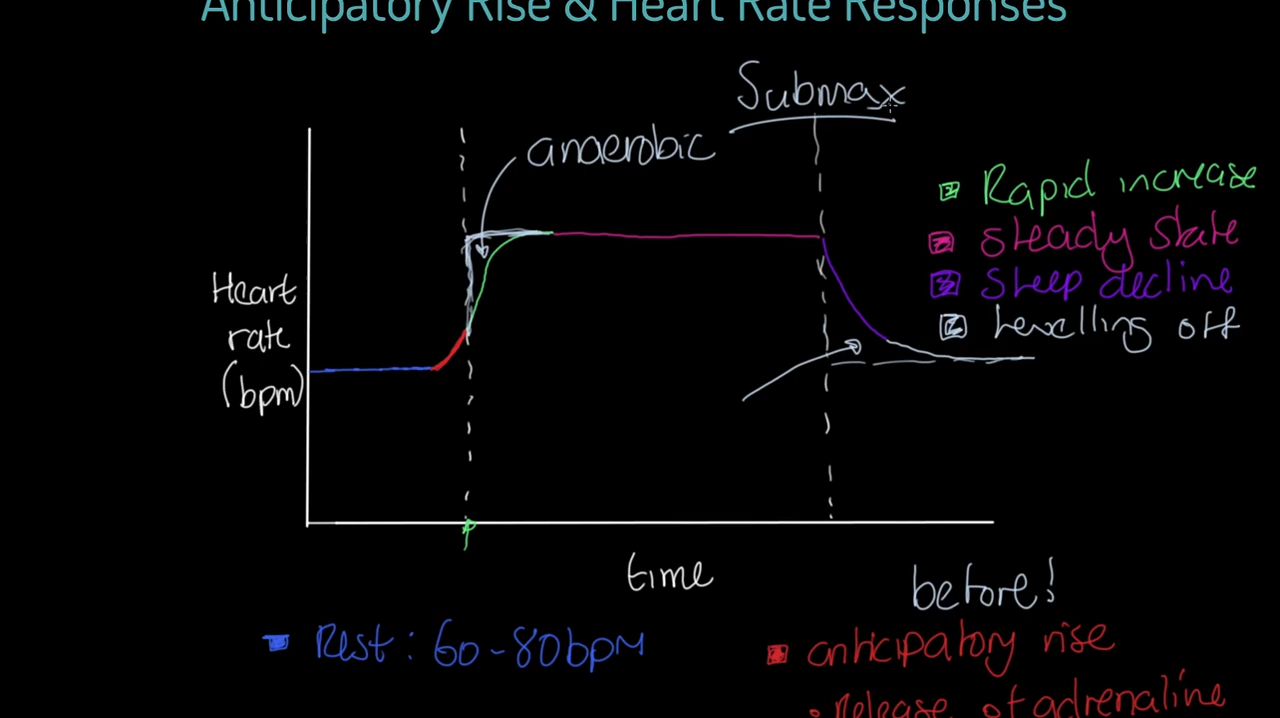 Anticipatory Rise & Heart Rate Responses
Submax
anaerobic
Rapid increase
Steady State
Steep decline
Levelling off
Heart
rate
(bpm)
time
before!
Rest: 60-80bpm
anticipatory rise
• Release of adrenaline